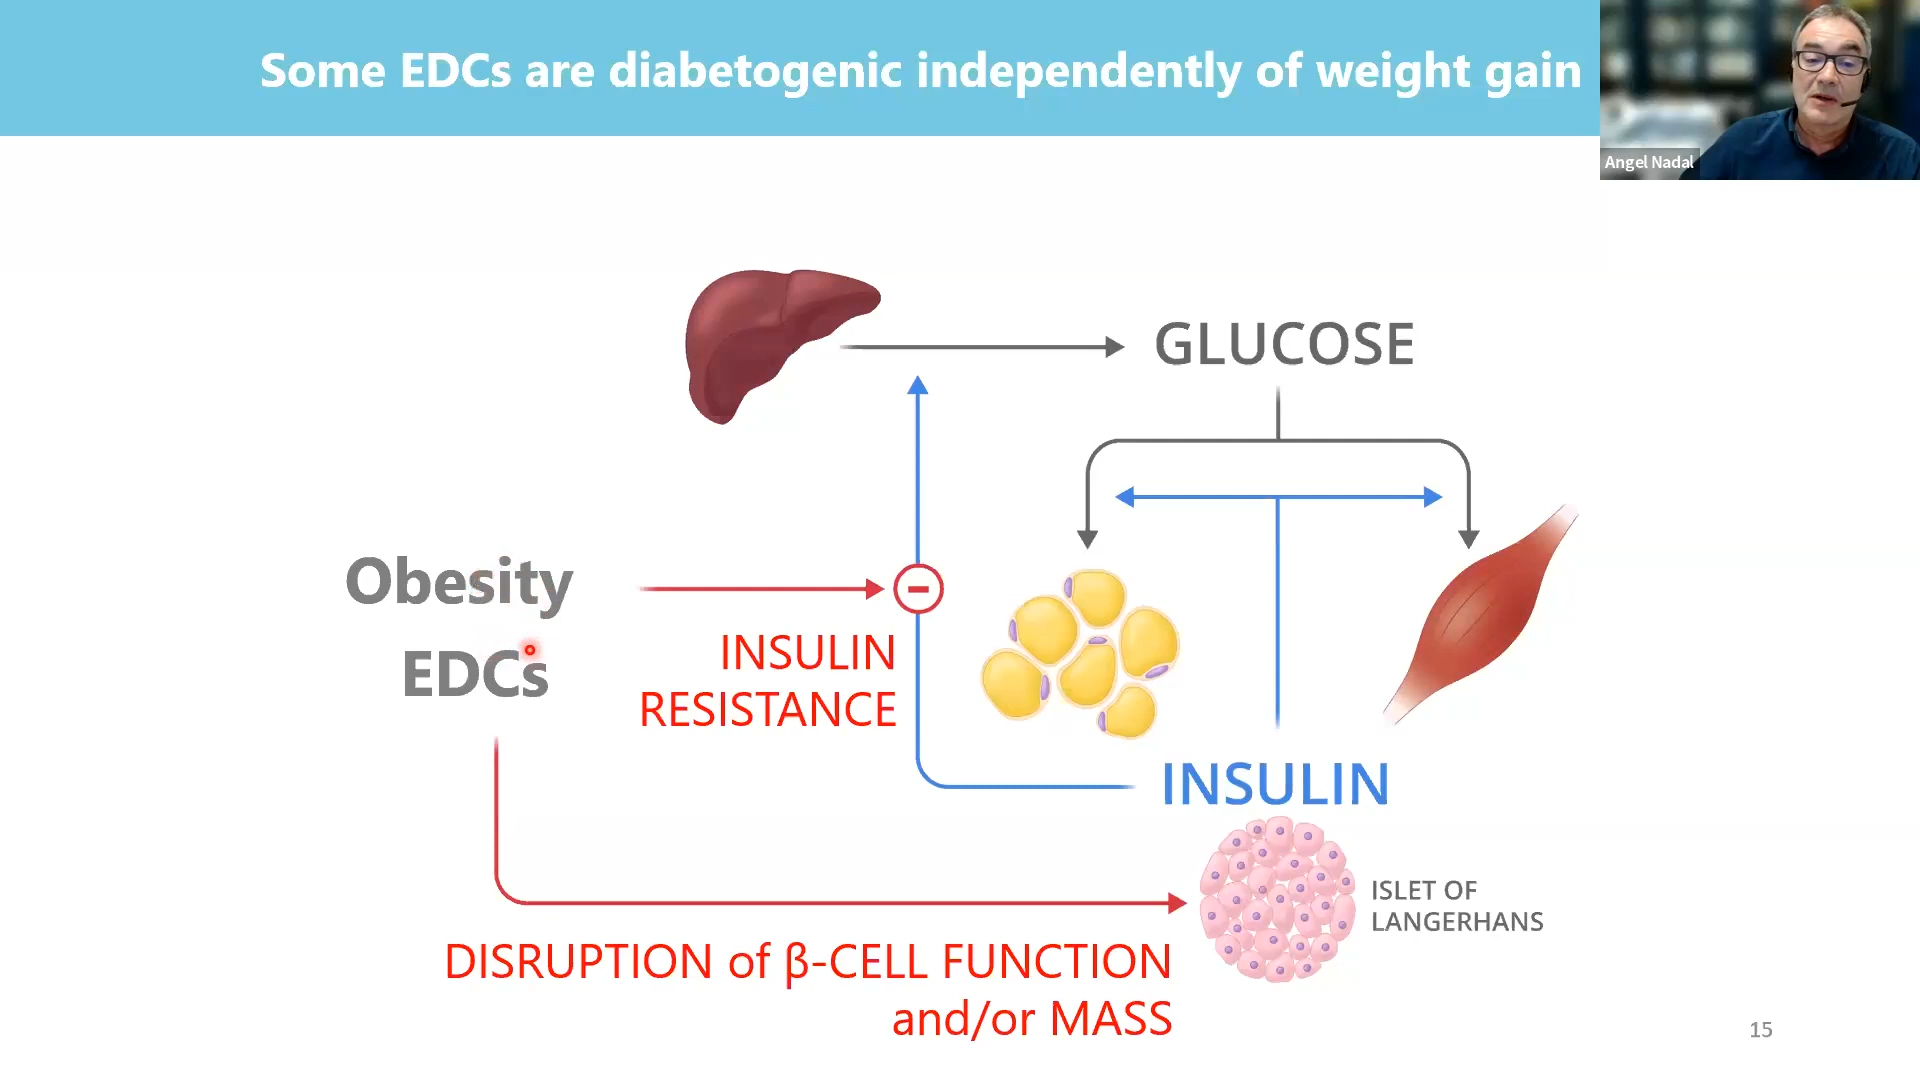 Some EDCs are diabetogenic independently of weight gain
Angel Nadal
GLUCOSE
Obesity
EDCs
INSULIN
RESISTANCE
INSULIN
ISLET OF
LANGERHANS
DISRUPTION of β-CELL FUNCTION
and/or MASS
15